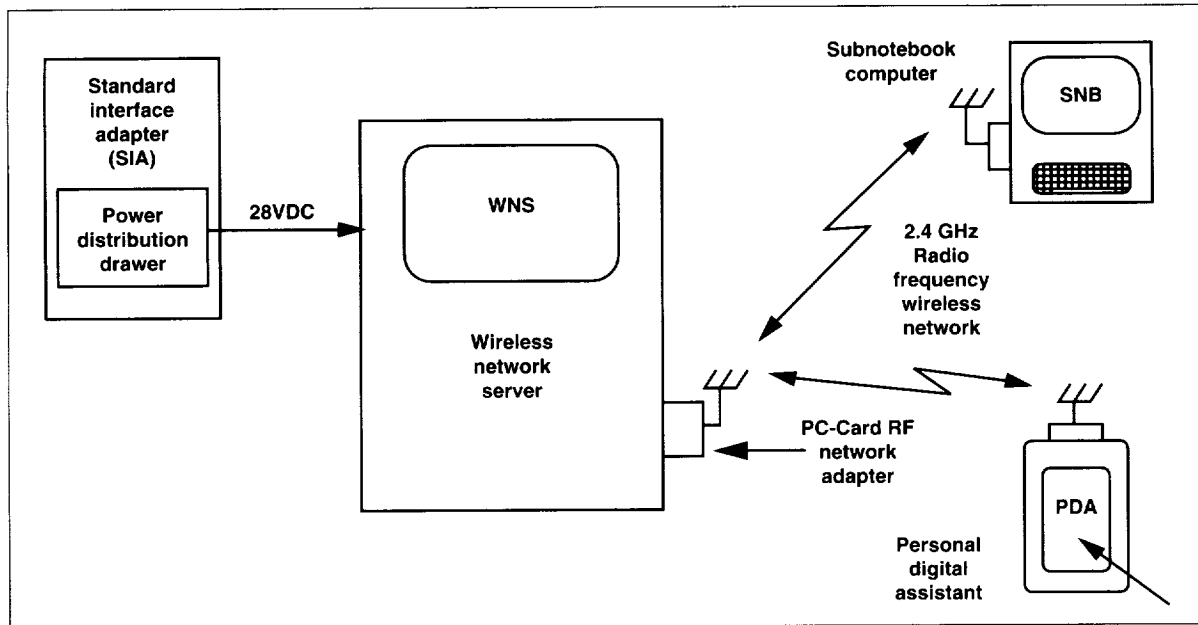 Standard
interface
adapter
(SIA)
Power
distribution
drawer
28VDC
WNS
Wireless
network
server
Subnotebook
computer
SNB
2.4 GHz
Radio
frequency
wireless
network
PC-Card RF
network
adapter
PDA
Personal
digital
assistant